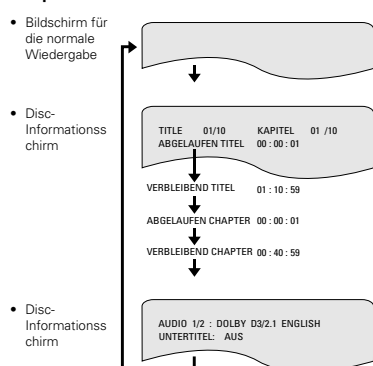 • Bildschirm für
die normale
Wiedergabe
• Disc-
Informationss
chirm
TITLE 01/10 KAPITEL 01 /10
ABGELAUFEN TITEL 00 : 00 : 01
VERBLEIBEND TITEL 01 : 10 : 59
ABGELAUFEN CHAPTER 00 : 00 : 01
VERBLEIBEND CHAPTER 00 : 40 : 59
• Disc-
Informationss
chirm
AUDIO 1/2 : DOLBY D3/2.1 ENGLISH
UNTERTITEL: AUS